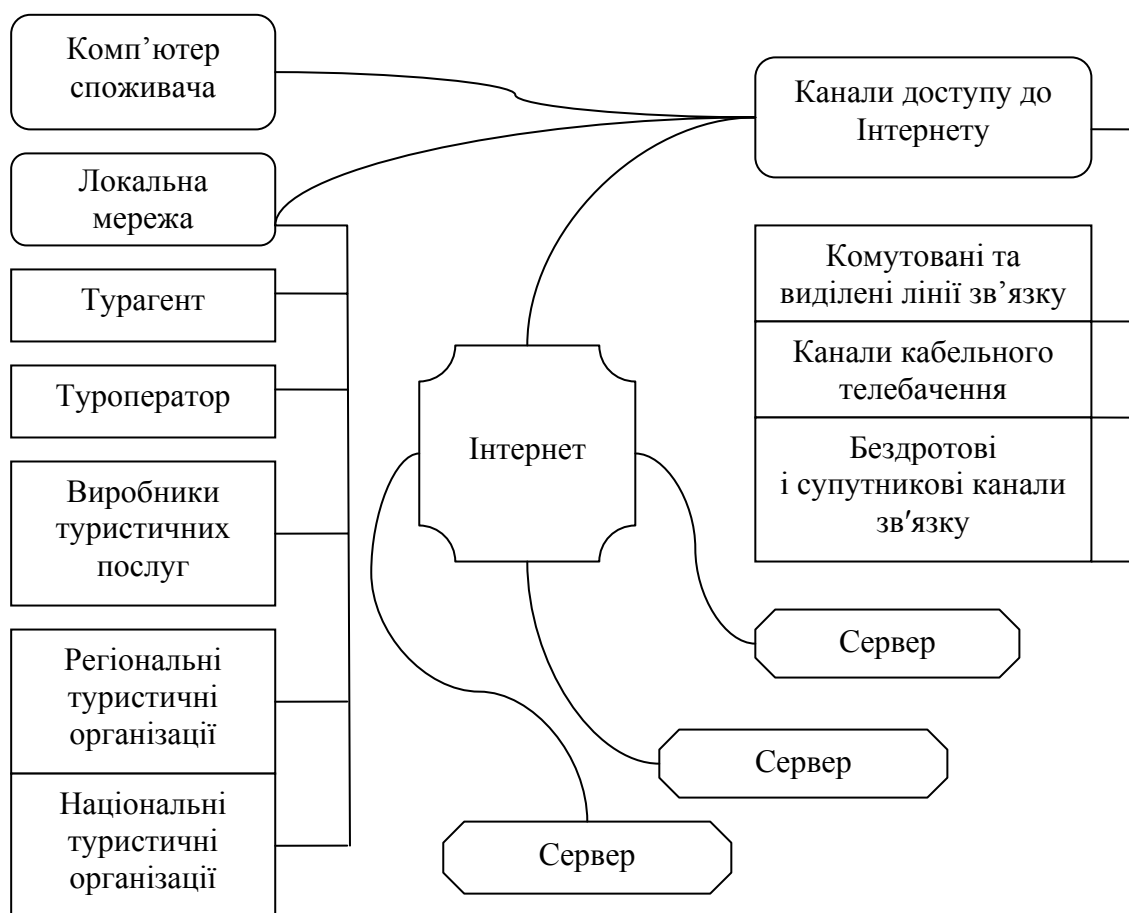 Комп’ютер
споживача
Локальна
мережа
Турагент
Туроператор
Виробники
туристичних
послуг
Регіональні
туристичні
організації
Національні
туристичні
організації
Інтернет
Канали доступу до
Інтернету
Комутовані та
виділені лінії зв’язку
Канали кабельного
телебачення
Бездротові
і супутникові канали
зв′язку
Сервер
Сервер
Сервер